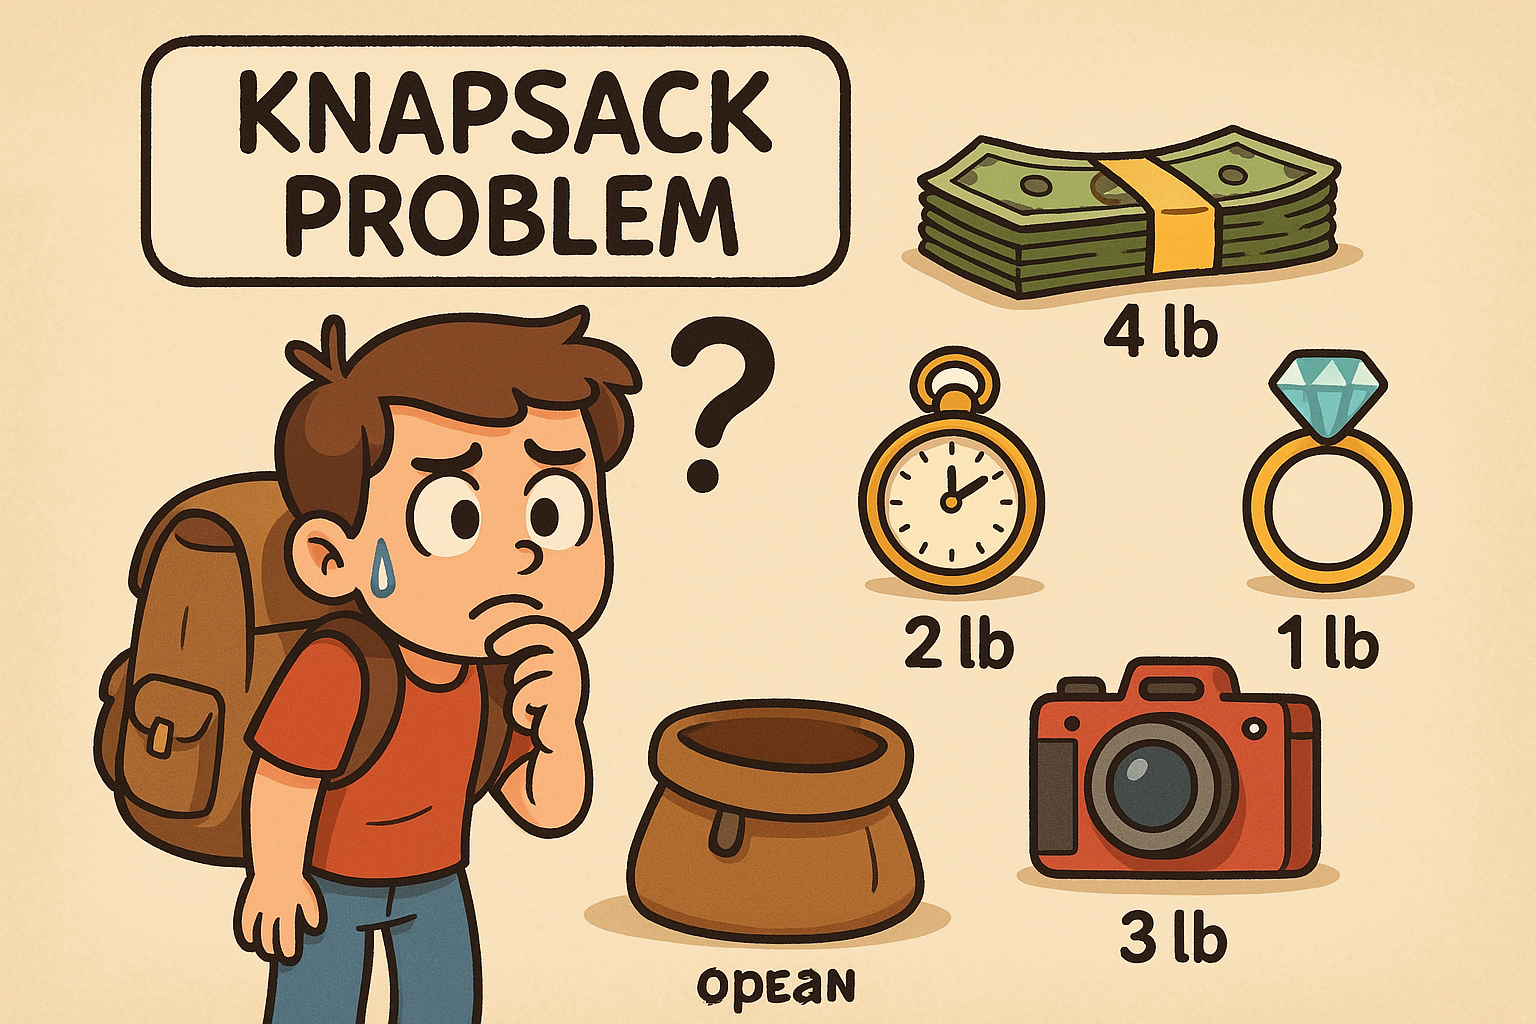 KNAPSACK
PROBLEM
?
4 lb
2 lb
1 lb
3 lb
OpEaN